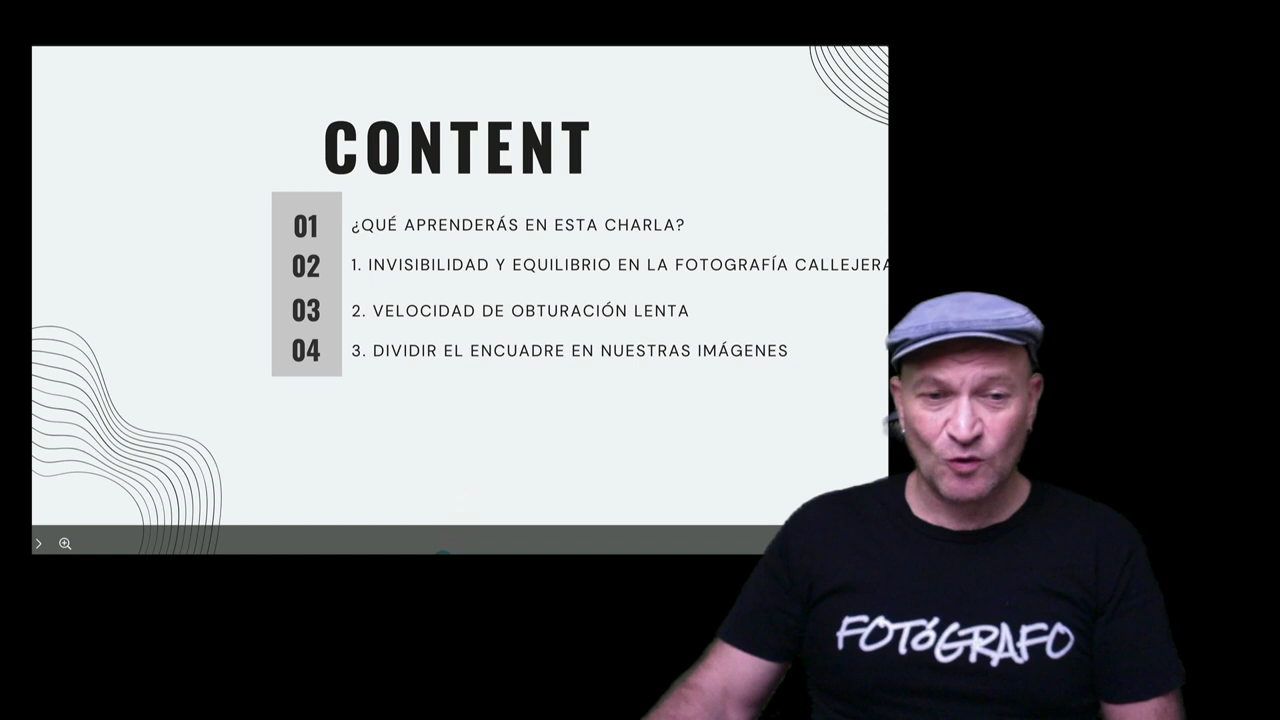 CONTENT
01 ¿QUÉ APRENDERÁS EN ESTA CHARLA?
02 1. INVISIBILIDAD Y EQUILIBRIO EN LA FOTOGRAFÍA CALLEJERA
03 2. VELOCIDAD DE OBTURACIÓN LENTA
04 3. DIVIDIR EL ENCUADRE EN NUESTRAS IMÁGENES
FOTÓGRAFO